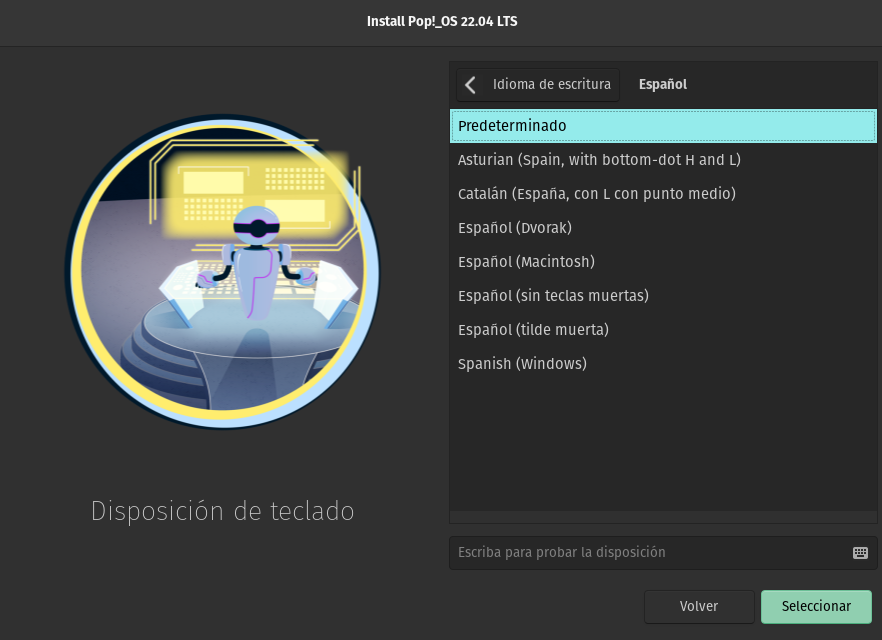 Install Pop!_OS 22.04 LTS
Idioma de escritura
Español
Predeterminado
Asturian (Spain, with bottom-dot H and L)
Catalán (España, con L con punto medio)
Español (Dvorak)
Español (Macintosh)
Español (sin teclas muertas)
Español (tilde muerta)
Spanish (Windows)
Disposición de teclado
Escriba para probar la disposición
Volver
Seleccionar